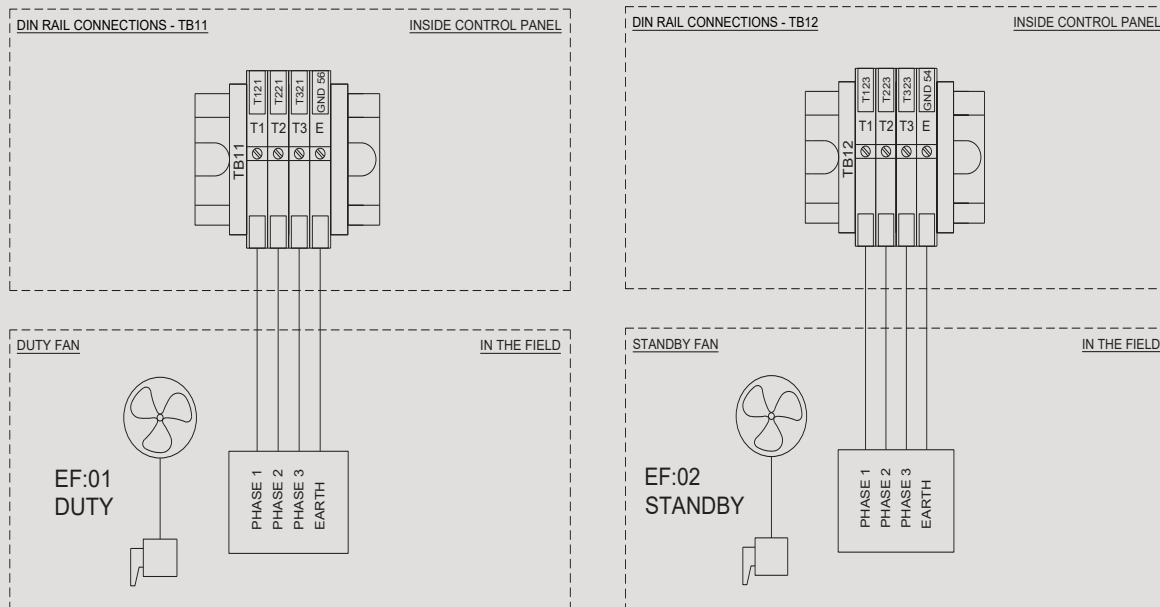 DIN RAIL CONNECTIONS - TB11
INSIDE CONTROL PANEL
T121 T221 T321 GND 56
T1 T2 T3 E
TB11
DUTY FAN
IN THE FIELD
EF:01
DUTY
PHASE 1
PHASE 2
PHASE 3
EARTH
DIN RAIL CONNECTIONS - TB12
INSIDE CONTROL PANEL
T123 T223 T323 GND 54
T1 T2 T3 E
TB12
STANDBY FAN
IN THE FIELD
EF:02
STANDBY
PHASE 1
PHASE 2
PHASE 3
EARTH